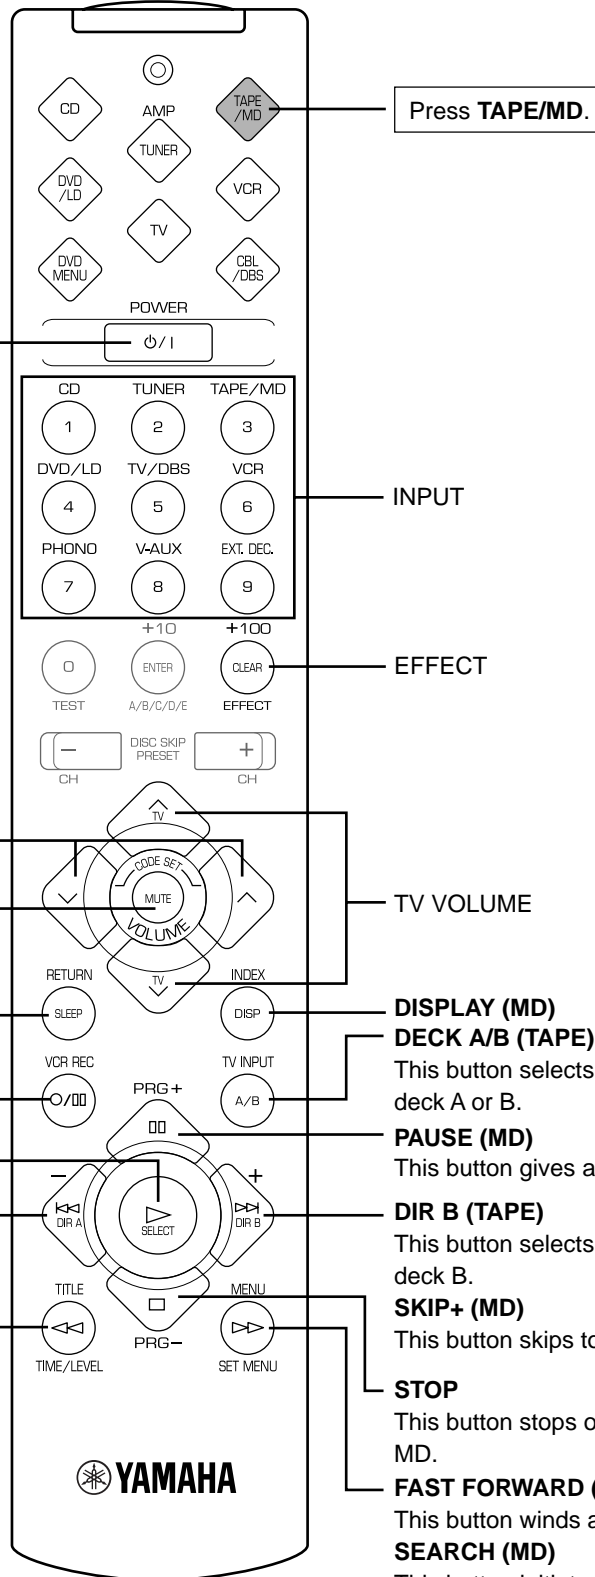 CD
AMP
TAPE
/MD
Press TAPE/MD.
TUNER
DVD
/LD
VCR
TV
DVD
MENU
CBL
/DBS
POWER
/I
CD TUNER TAPE/MD
1 2 3
DVD/LD TV/DBS VCR
4 5 6
INPUT
PHONO V-AUX EXT. DEC.
7 8 9
+10 +100
0 ENTER CLEAR
EFFECT
TEST A/B/C/D/E EFFECT
– DISC SKIP +
PRESET
CH CH
TV
CODE SET
MUTE
VOLUME
TV VOLUME
TV
RETURN INDEX
SLEEP DISP
DISPLAY (MD)
DECK A/B (TAPE)
This button selects
deck A or B.
VCR REC TV INPUT
A/B
PRG+
PAUSE (MD)
This button gives a
– +
DIR A SELECT DIR B
DIR B (TAPE)
This button selects
deck B.
SKIP+ (MD)
This button skips to
TITLE MENU
PRG–
TIME/LEVEL SET MENU
STOP
This button stops o
MD.
FAST FORWARD (
This button winds a
SEARCH (MD)
YAMAHA